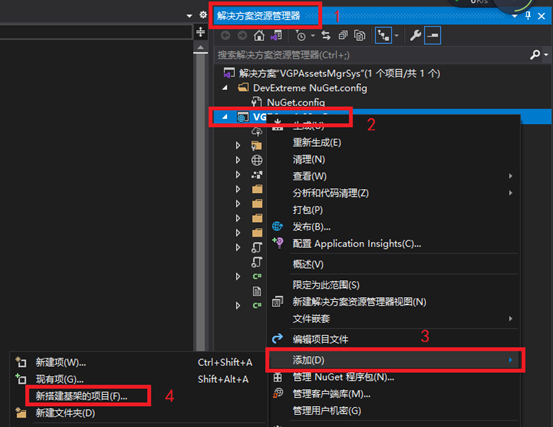 0K/s
解决方案资源管理器
1
搜索解决方案资源管理器(Ctrl+;)
解决方案"VGPAssetsMgrSys"(1 个项目/共 1 个)
DevExtreme NuGet.config
NuGet.config
2
生成(U)
重新生成(E)
清理(N)
查看(W)
分析和代码清理(Z)
打包(P)
发布(B)...
配置 Application Insights(C)...
概述(V)
限定为此范围(S)
新建解决方案资源管理器视图(N)
文件嵌套
编辑项目文件
3
添加(D)
管理 NuGet 程序包(N)...
管理客户端库(M)...
管理用户机密(G)
新建项(W)... Ctrl+Shift+A
现有项(G)... Shift+Alt+A
新搭建基架的项目(F)...
4
新建文件夹(D)